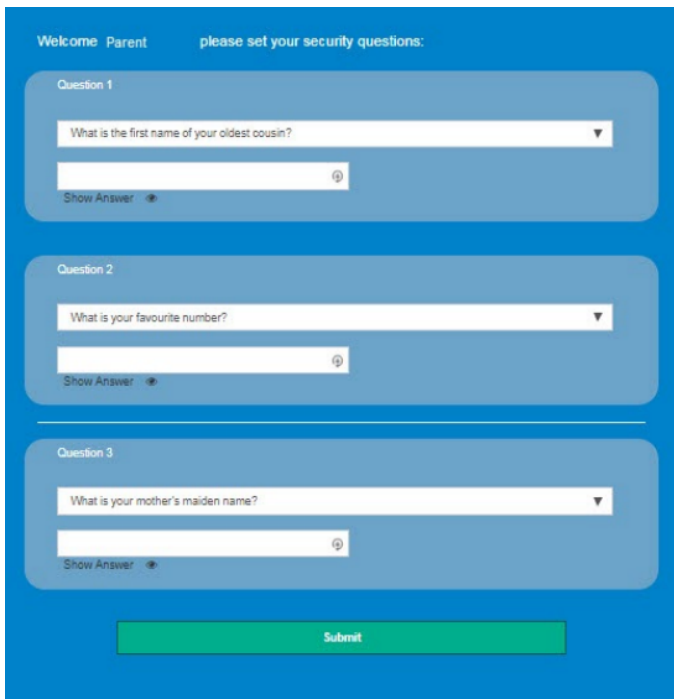 Welcome Parent please set your security questions:
Question 1
What is the first name of your oldest cousin?
Show Answer
Question 2
What is your favourite number?
Show Answer
Question 3
What is your mother's maiden name?
Show Answer
Submit